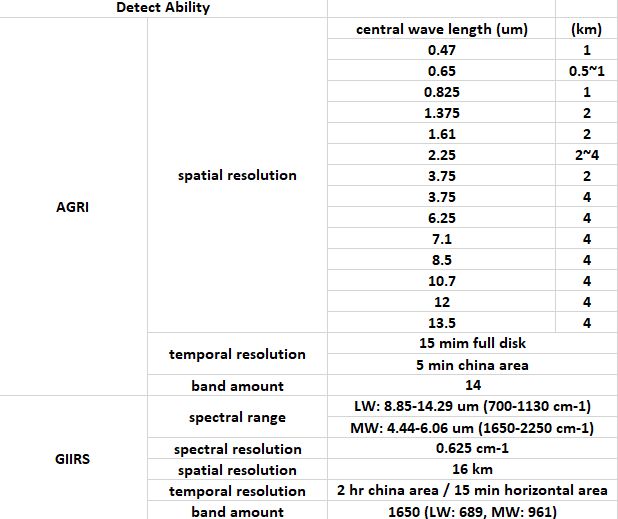 Detect Ability
central wave length (um) (km)
0.47 1
0.65 0.5~1
0.825 1
1.375 2
1.61 2
2.25 2~4
spatial resolution
3.75 2
AGRI
3.75 4
6.25 4
7.1 4
8.5 4
10.7 4
12 4
13.5 4
temporal resolution
15 mim full disk
5 min china area
band amount 14
GIIRS
spectral range
LW: 8.85-14.29 um (700-1130 cm-1)
MW: 4.44-6.06 um (1650-2250 cm-1)
spectral resolution 0.625 cm-1
spatial resolution 16 km
temporal resolution 2 hr china area / 15 min horizontal area
band amount 1650 (LW: 689, MW: 961)